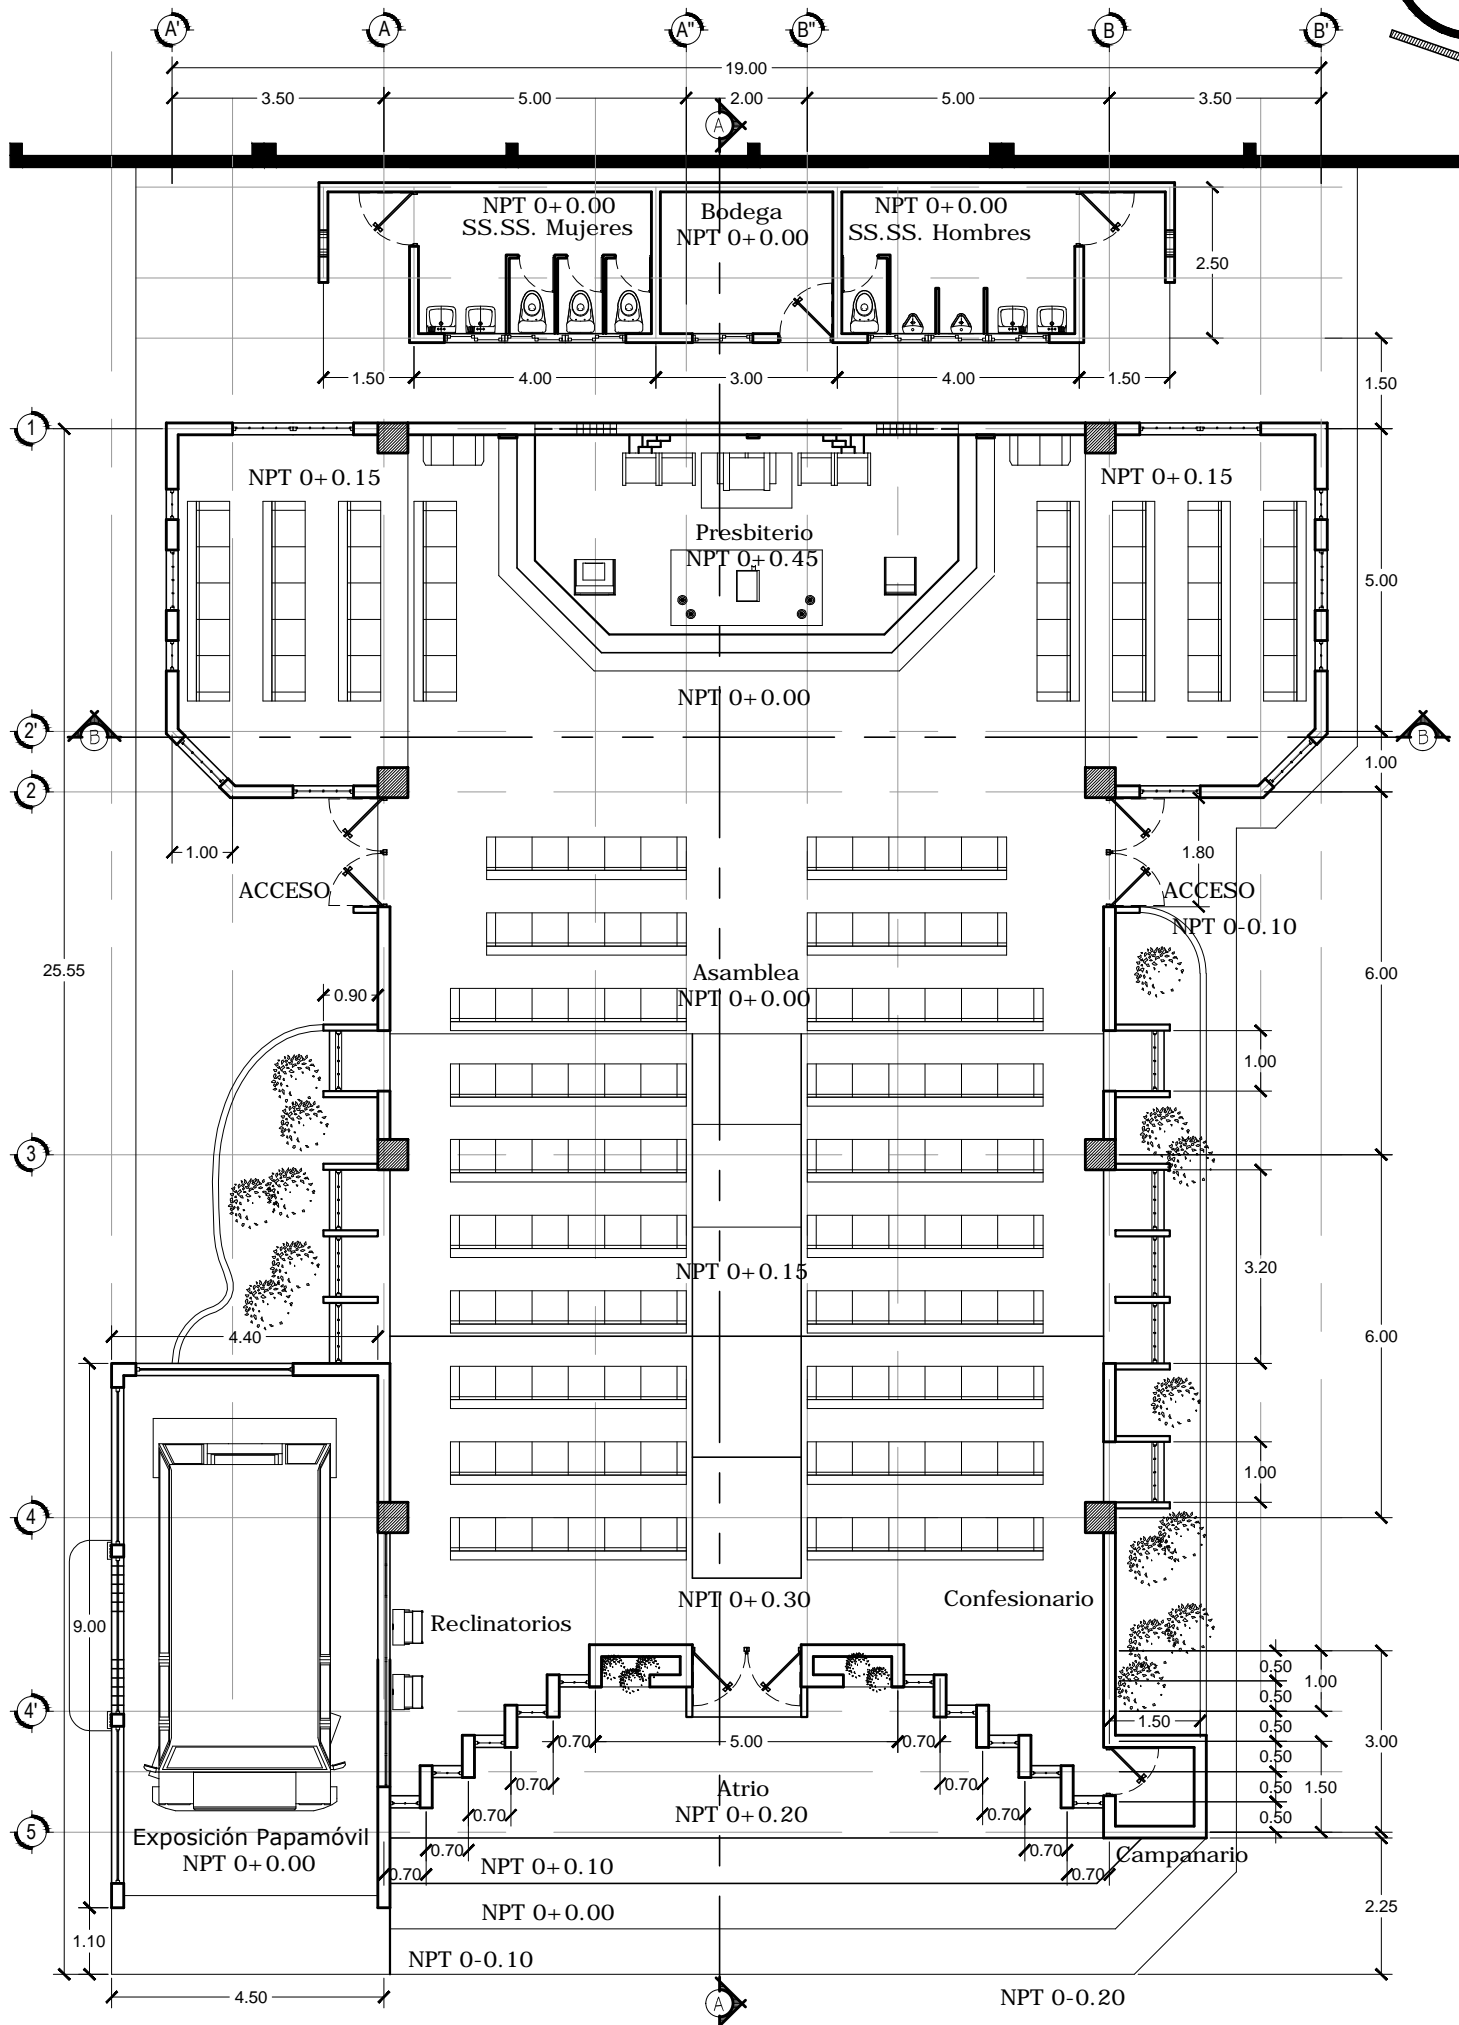 A' A A" B" B B'
19.00
3.50 5.00 2.00 5.00 3.50
A
NPT 0+0.00
SS.SS. Mujeres
Bodega
NPT 0+0.00
NPT 0+0.00
SS.SS. Hombres
2.50
1.50 4.00 3.00 4.00 1.50
1.50
1
NPT 0+0.15
NPT 0+0.15
Presbiterio
NPT 0+0.45
5.00
NPT 0+0.00
2'
B
B
1.00
2
1.00
1.80
ACCESO
ACCESO
NPT 0-0.10
25.55
Asamblea
NPT 0+0.00
6.00
0.90
1.00
3
NPT 0+0.15
3.20
4.40
6.00
1.00
4
9.00
NPT 0+0.30
Confesionario
Reclinatorios
0.50
1.00
0.50
4'
1.50
0.50
0.70 5.00 0.70
3.00
0.70
0.70
0.50
Atrio
NPT 0+0.20
0.50
1.50
0.70
0.70
0.50
5
Exposición Papamóvil
NPT 0+0.00
0.70
0.70
Campanario
0.70
0.70
NPT 0+0.10
NPT 0+0.00
2.25
1.10
NPT 0-0.10
4.50
A
NPT 0-0.20